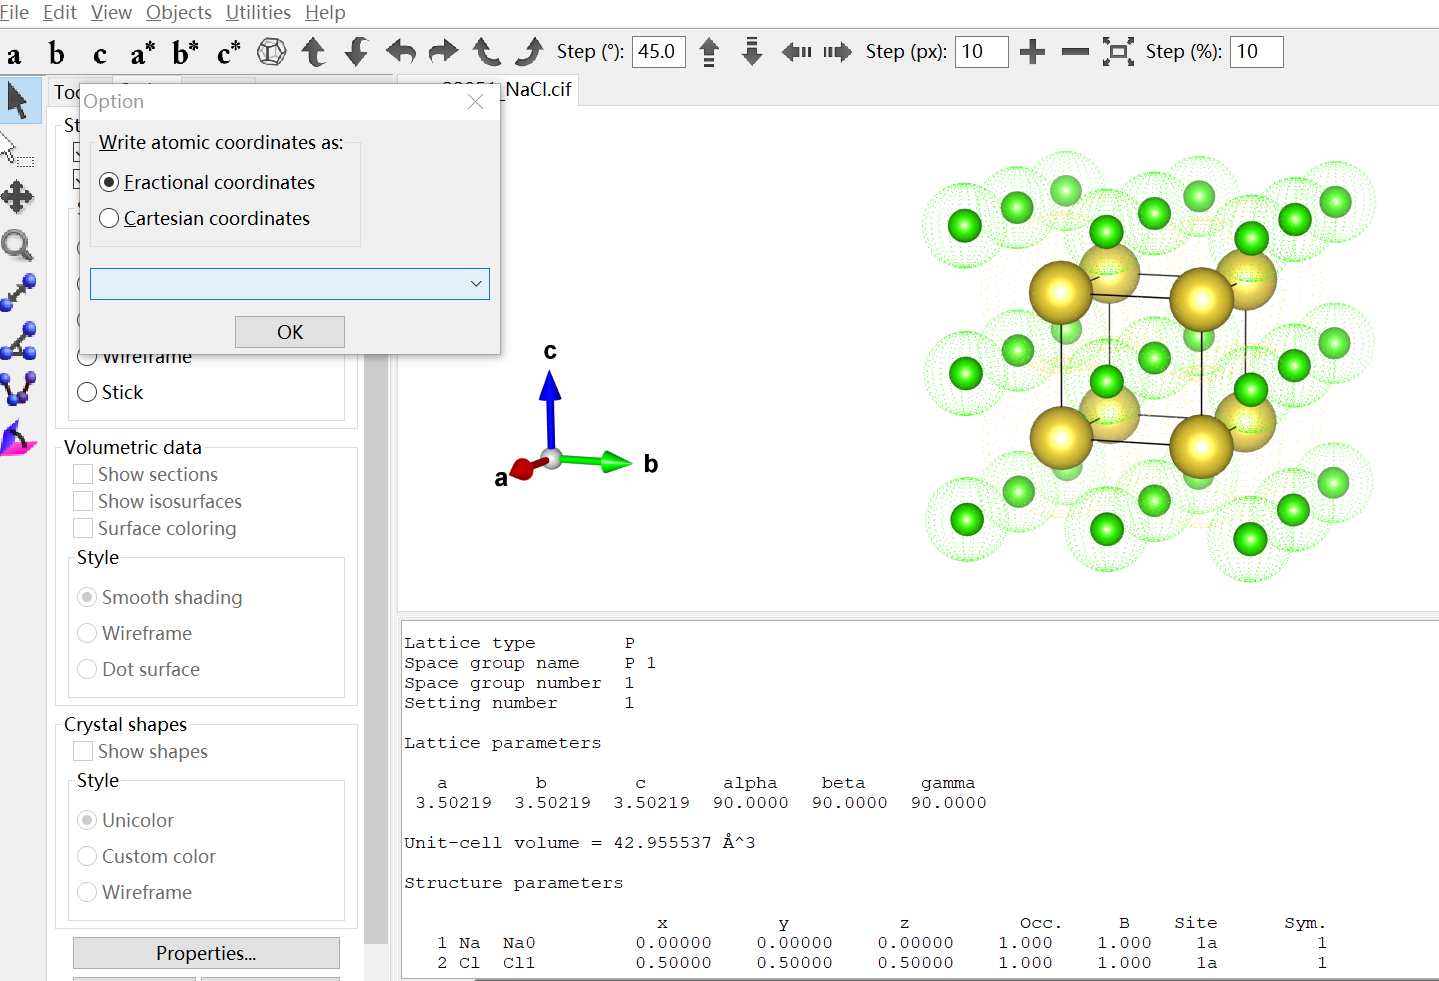 File Edit View Objects Utilities Help
a b c a* b* c* Step (°): 45.0 Step (px): 10 Step (%): 10
_NaCl.cif
Option
Write atomic coordinates as:
Fractional coordinates
Cartesian coordinates
OK
Wireframe
Stick
Volumetric data
Show sections
Show isosurfaces
Surface coloring
Style
Smooth shading
Wireframe
Dot surface
Crystal shapes
Show shapes
Style
Unicolor
Custom color
Wireframe
Properties...
c
b
a
Lattice type P
Space group name P 1
Space group number 1
Setting number 1
Lattice parameters
a b c alpha beta gamma
3.50219 3.50219 3.50219 90.0000 90.0000 90.0000
Unit-cell volume = 42.955537 Å^3
Structure parameters
x y z Occ. B Site Sym.
1 Na Na0 0.00000 0.00000 0.00000 1.000 1.000 1a 1
2 Cl Cl1 0.50000 0.50000 0.50000 1.000 1.000 1a 1